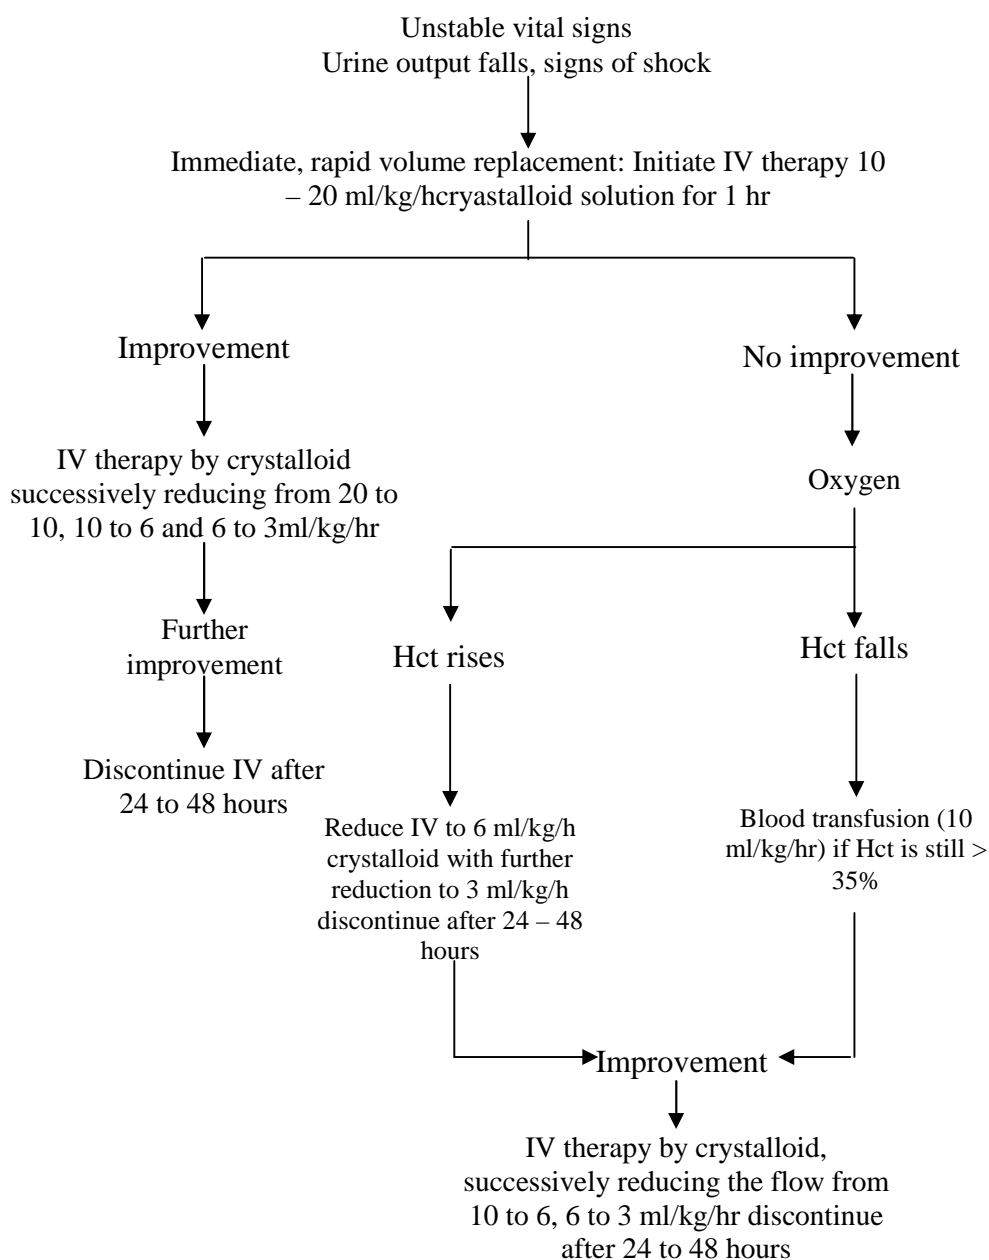 Unstable vital signs
Urine output falls, signs of shock
Immediate, rapid volume replacement: Initiate IV therapy 10
– 20 ml/kg/hcryastalloid solution for 1 hr
Improvement
No improvement
IV therapy by crystalloid
successively reducing from 20 to
10, 10 to 6 and 6 to 3ml/kg/hr
Oxygen
Further
improvement
Hct rises
Hct falls
Discontinue IV after
24 to 48 hours
Reduce IV to 6 ml/kg/h
crystalloid with further
reduction to 3 ml/kg/h
discontinue after 24 – 48
hours
Blood transfusion (10
ml/kg/hr) if Hct is still >
35%
Improvement
IV therapy by crystalloid,
successively reducing the flow from
10 to 6, 6 to 3 ml/kg/hr discontinue
after 24 to 48 hours